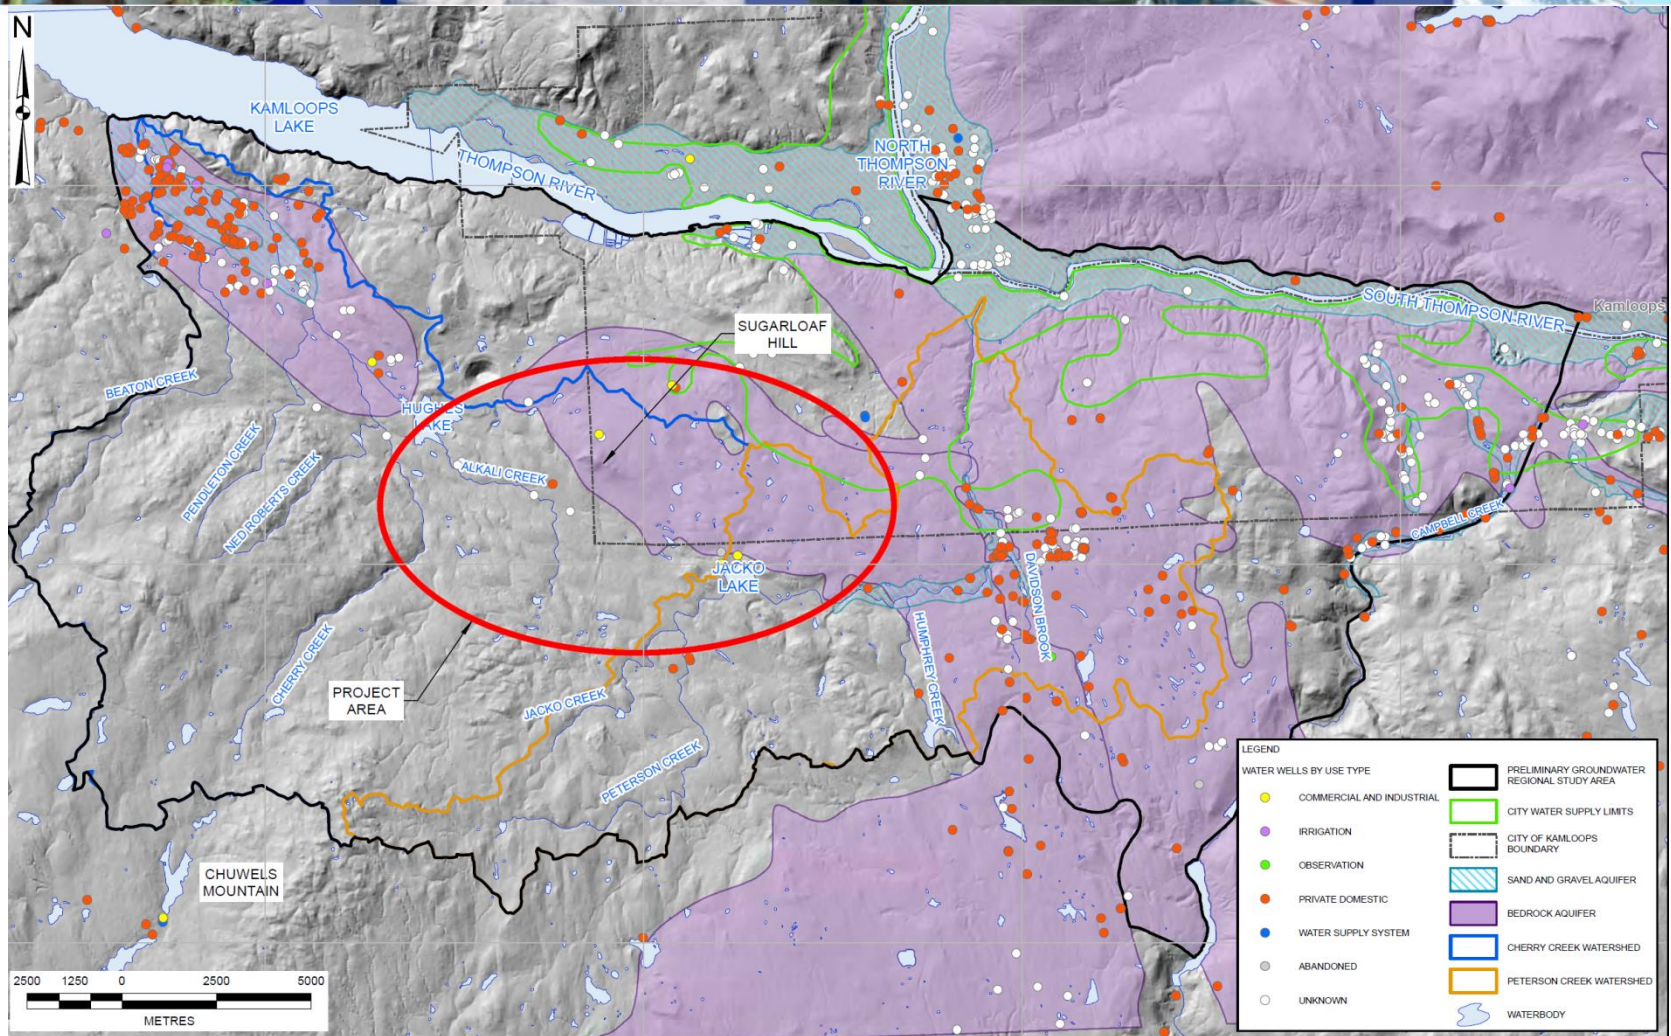 N
KAMLOOPS
LAKE
THOMPSON RIVER
NORTH
THOMPSON
RIVER
SOUTH THOMPSON RIVER
Kamloops
SUGARLOAF
HILL
BEATON CREEK
HUGHES
LAKE
PENDLETON CREEK
NED ROBERTS CREEK
ALKALI CREEK
CAMPBELL CREEK
JACKO
LAKE
DAVIDSON BROOK
HUMPHREY CREEK
CHERRY CREEK
PROJECT
AREA
JACKO CREEK
PETERSON CREEK
CHUWELS
MOUNTAIN
2500 1250 0 2500 5000
METRES
LEGEND
WATER WELLS BY USE TYPE
COMMERCIAL AND INDUSTRIAL
IRRIGATION
OBSERVATION
PRIVATE DOMESTIC
WATER SUPPLY SYSTEM
ABANDONED
UNKNOWN
PRELIMINARY GROUNDWATER
REGIONAL STUDY AREA
CITY WATER SUPPLY LIMITS
CITY OF KAMLOOPS
BOUNDARY
SAND AND GRAVEL AQUIFER
BEDROCK AQUIFER
CHERRY CREEK WATERSHED
PETERSON CREEK WATERSHED
WATERBODY